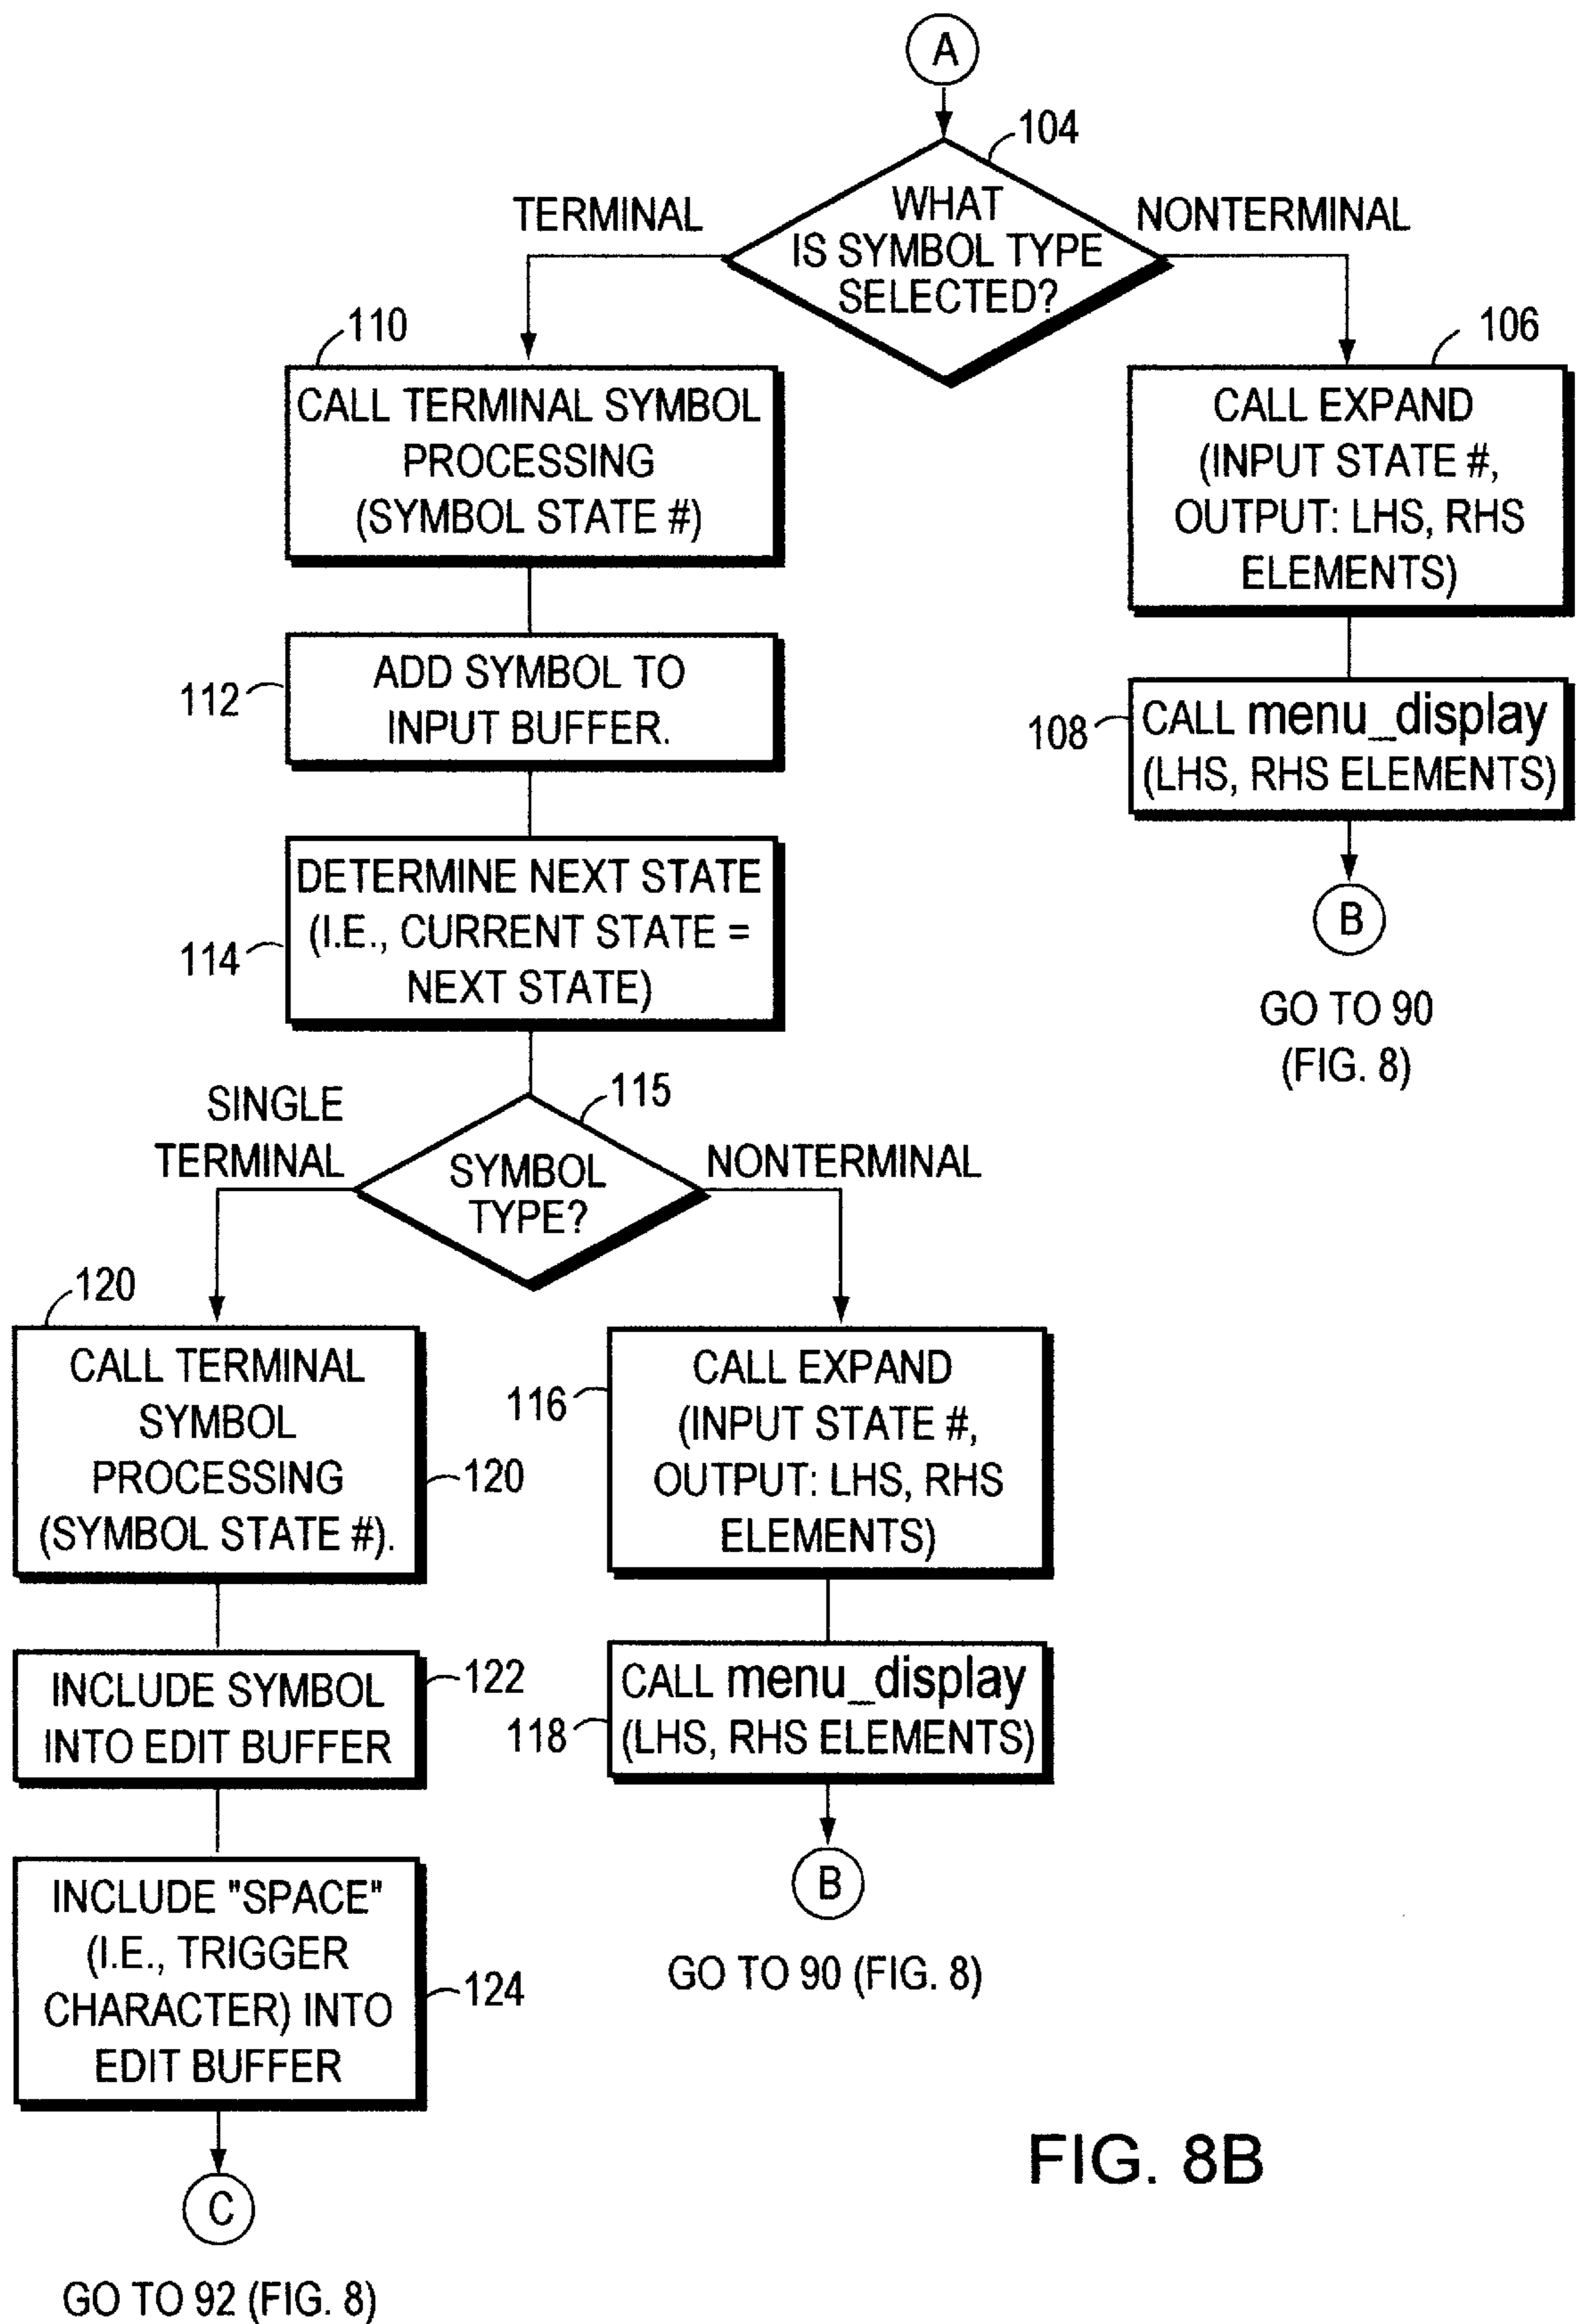 A
104
WHAT
IS SYMBOL TYPE
SELECTED?
TERMINAL
NONTERMINAL
110
CALL TERMINAL SYMBOL
PROCESSING
(SYMBOL STATE #)
106
CALL EXPAND
(INPUT STATE #,
OUTPUT: LHS, RHS
ELEMENTS)
112
ADD SYMBOL TO
INPUT BUFFER.
108
CALL menu_display
(LHS, RHS ELEMENTS)
B
GO TO 90
(FIG. 8)
114
DETERMINE NEXT STATE
(I.E., CURRENT STATE =
NEXT STATE)
115
SYMBOL
TYPE?
SINGLE
TERMINAL
NONTERMINAL
120
CALL TERMINAL
SYMBOL
PROCESSING
(SYMBOL STATE #).
120
116
CALL EXPAND
(INPUT STATE #,
OUTPUT: LHS, RHS
ELEMENTS)
INCLUDE SYMBOL
INTO EDIT BUFFER
122
118
CALL menu_display
(LHS, RHS ELEMENTS)
B
GO TO 90 (FIG. 8)
INCLUDE "SPACE"
(I.E., TRIGGER
CHARACTER) INTO
EDIT BUFFER
124
C
GO TO 92 (FIG. 8)
FIG. 8B